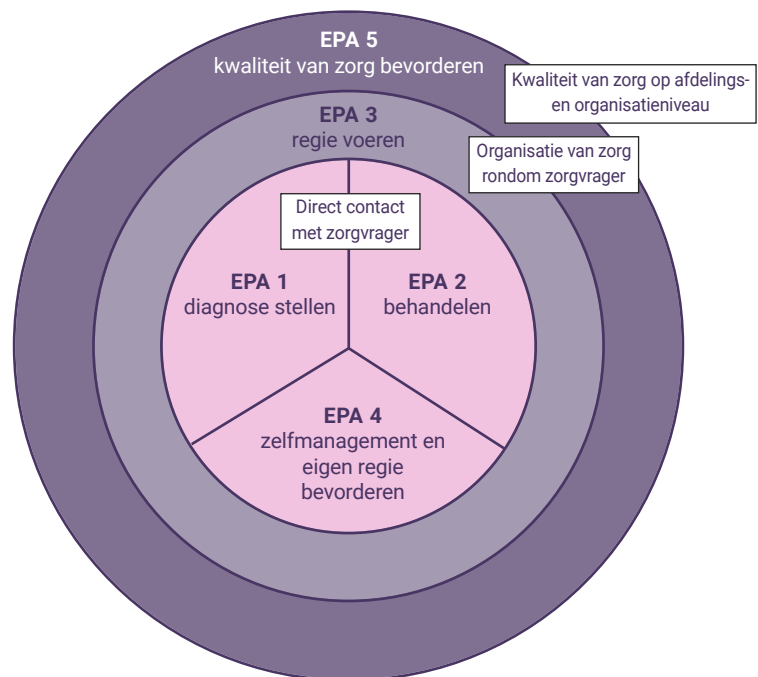 EPA 5
kwaliteit van zorg bevorderen
Kwaliteit van zorg op afdelings-
en organisatieniveau
EPA 3
regie voeren
Organisatie van zorg
rondom zorgvrager
Direct contact
met zorgvrager
EPA 1
diagnose stellen
EPA 2
behandelen
EPA 4
zelfmanagement en
eigen regie
bevorderen